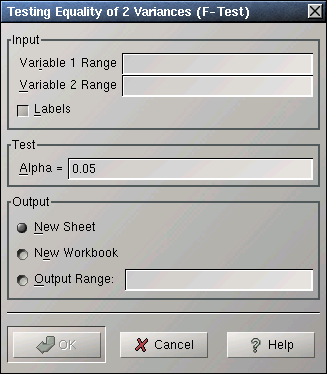 Testing Equality of 2 Variances (F-Test)
Input
Variable 1 Range
Variable 2 Range
Labels
Test
Alpha = 0.05
Output
New Sheet
New Workbook
Output Range:
OK Cancel Help